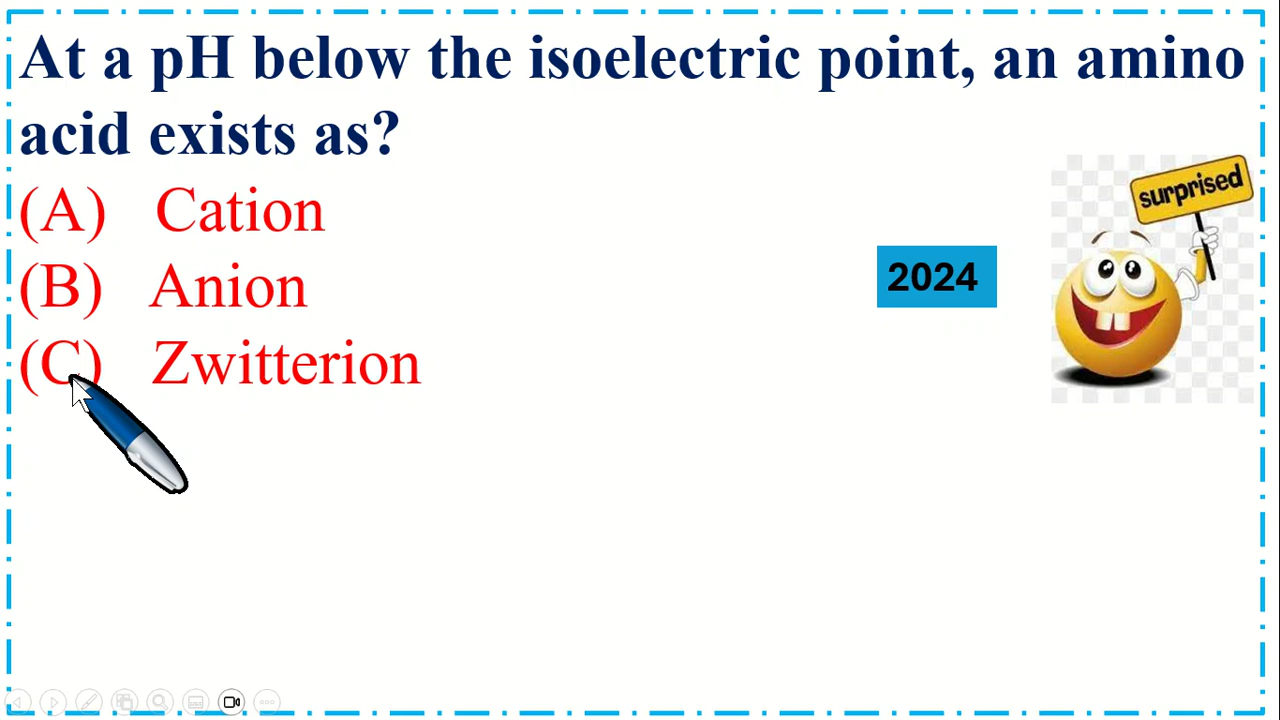 At a pH below the isoelectric point, an amino
acid exists as?
(A) Cation
(B) Anion
(C) Zwitterion
2024
surprised